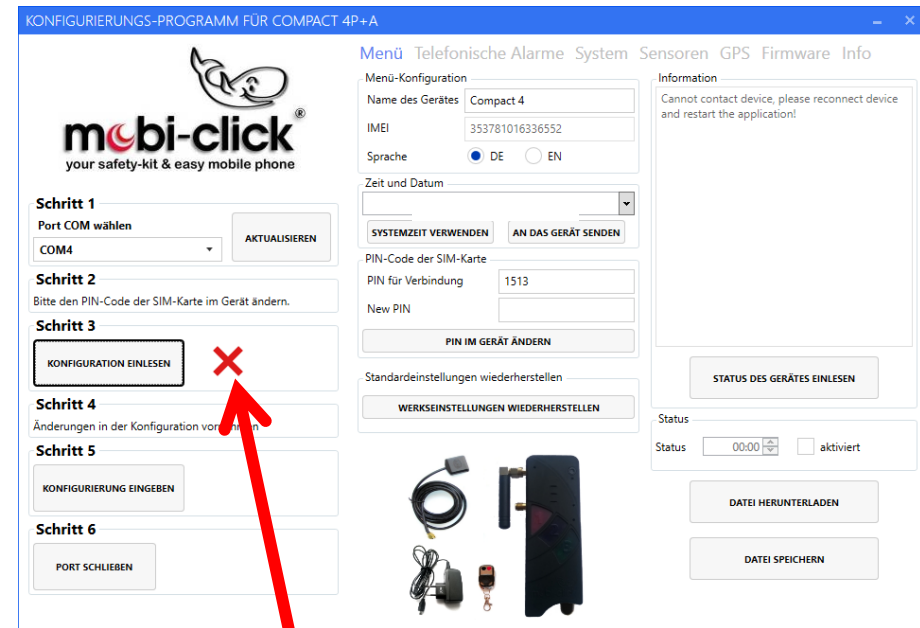 KONFIGURIERUNGS-PROGRAMM FÜR COMPACT 4P+A
mobi-click®
your safety-kit & easy mobile phone
Schritt 1
Port COM wählen
COM4
AKTUALISIEREN
Schritt 2
Bitte den PIN-Code der SIM-Karte im Gerät ändern.
Schritt 3
KONFIGURATION EINLESEN
Schritt 4
Änderungen in der Konfiguration
Schritt 5
KONFIGURIERUNG EINGEBEN
Schritt 6
PORT SCHLIEßEN
Menü Telefonische Alarme System Sensoren GPS Firmware Info
Menü-Konfiguration
Name des Gerätes Compact 4
IMEI 353781016336552
Sprache DE EN
Zeit und Datum
SYSTEMZEIT VERWENDEN AN DAS GERÄT SENDEN
PIN-Code der SIM-Karte
PIN für Verbindung 1513
New PIN
PIN IM GERÄT ÄNDERN
Standardeinstellungen wiederherstellen
WERKSEINSTELLUNGEN WIEDERHERSTELLEN
Information
Cannot contact device, please reconnect device
and restart the application!
STATUS DES GERÄTES EINLESEN
Status
Status 00:00 aktiviert
DATEI HERUNTERLADEN
DATEI SPEICHERN